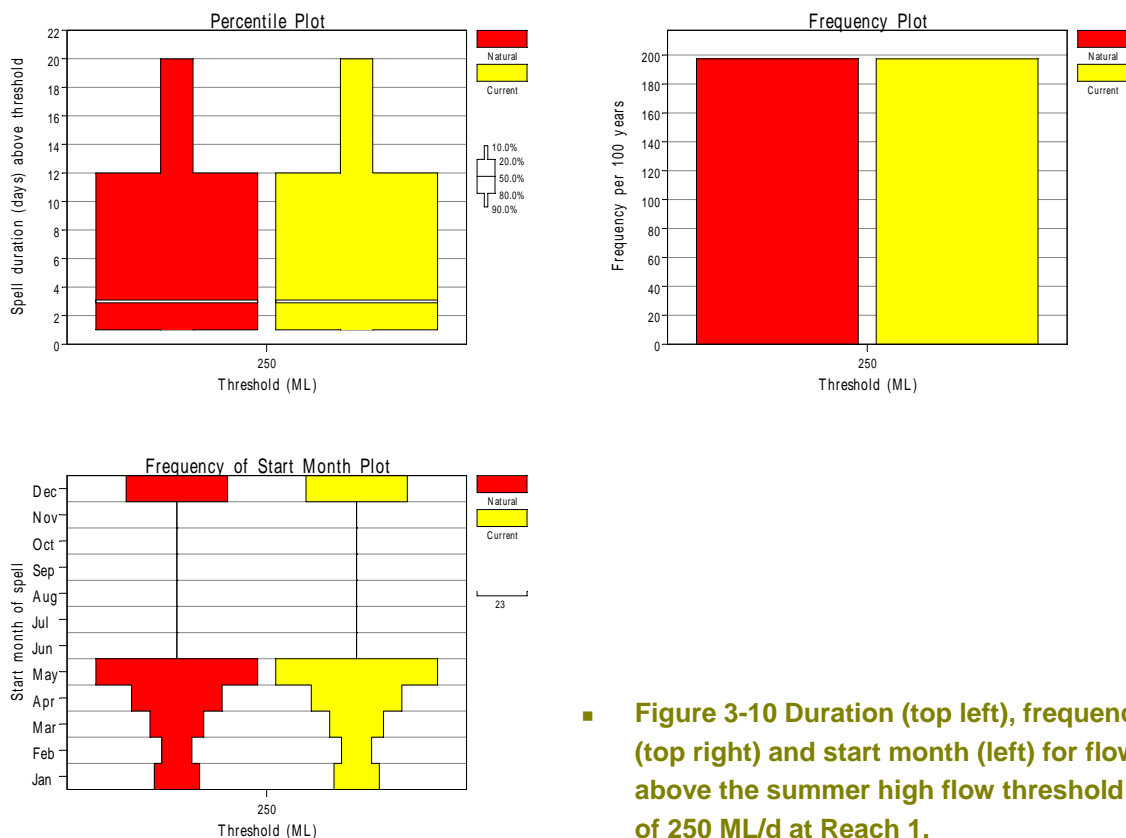 Percentile Plot
22
20
18
16
14
12
10
8
6
4
2
0
Spell duration (days) above threshold
250
Threshold (ML)
Natural
Current
10.0%
20.0%
50.0%
80.0%
90.0%
Frequency Plot
200
180
160
140
120
100
80
60
40
20
0
Frequency per 100 years
250
Threshold (ML)
Natural
Current
Frequency of Start Month Plot
Dec
Nov
Oct
Sep
Aug
Jul
Jun
May
Apr
Mar
Feb
Jan
Start month of spell
250
Threshold (ML)
Natural
Current
23
▪ Figure 3-10 Duration (top left), frequenc
(top right) and start month (left) for flow
above the summer high flow threshold
of 250 ML/d at Reach 1.